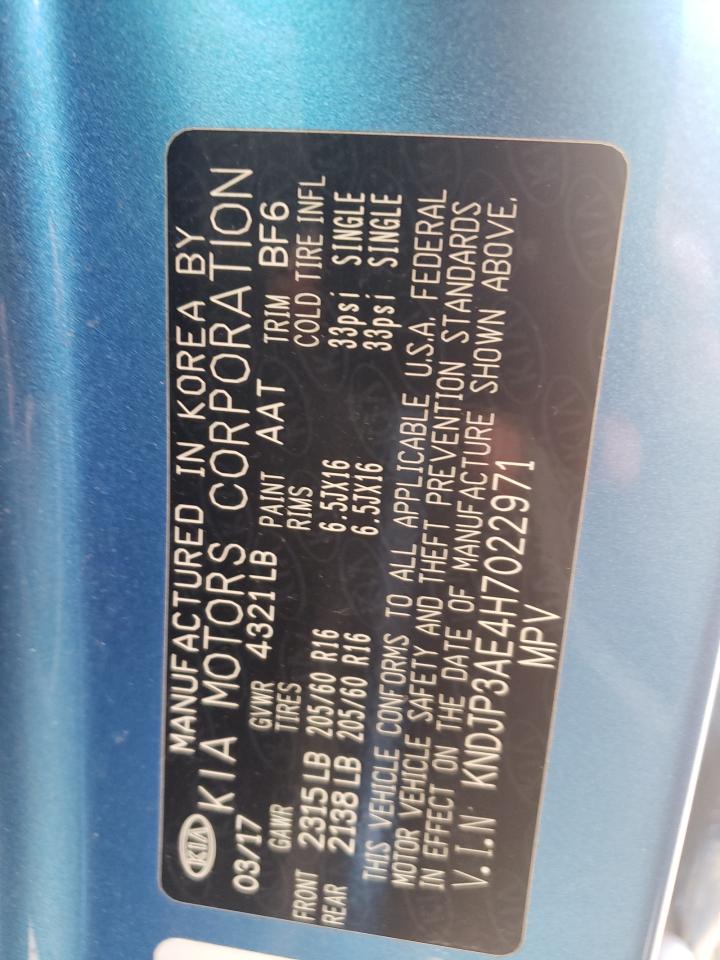 MANUFACTURED IN KOREA BY
KIA KIA MOTORS CORPORATION
03/17 GVWR 4321LB PAINT AAT TRIM BF6
GAWR TIRES RIMS COLD TIRE INFL
FRONT 2315LB 205/60 R16 6.5JX16 33psi SINGLE
REAR 2138LB 205/60 R16 6.5JX16 33psi SINGLE
THIS VEHICLE CONFORMS TO ALL APPLICABLE U.S.A. FEDERAL
MOTOR VEHICLE SAFETY AND THEFT PREVENTION STANDARDS
IN EFFECT ON THE DATE OF MANUFACTURE SHOWN ABOVE.
V.I.N KNDJP3AE4H7022971
MPV